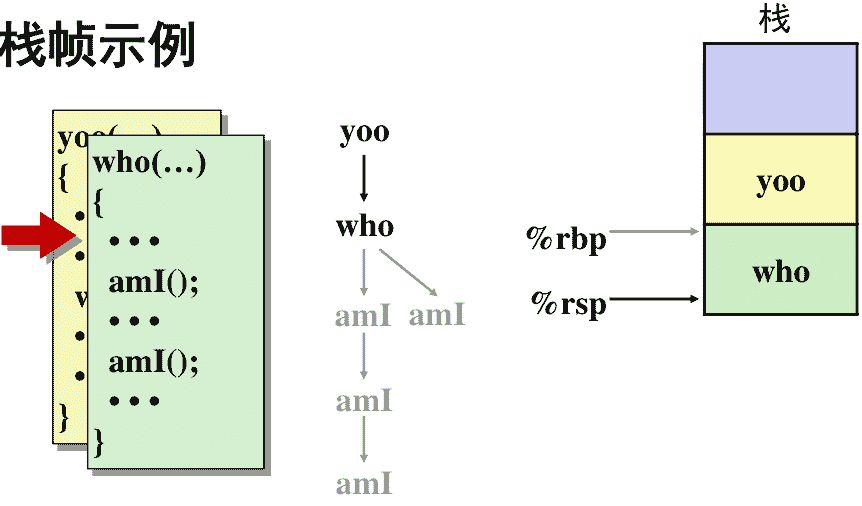 栈帧示例
yoo(…)
{
•
•
w
•
•
}
who(…)
{
• • •
amI();
• • •
amI();
• • •
}
yoo
who
amI amI
amI
amI
栈
yoo
who
%rbp
%rsp